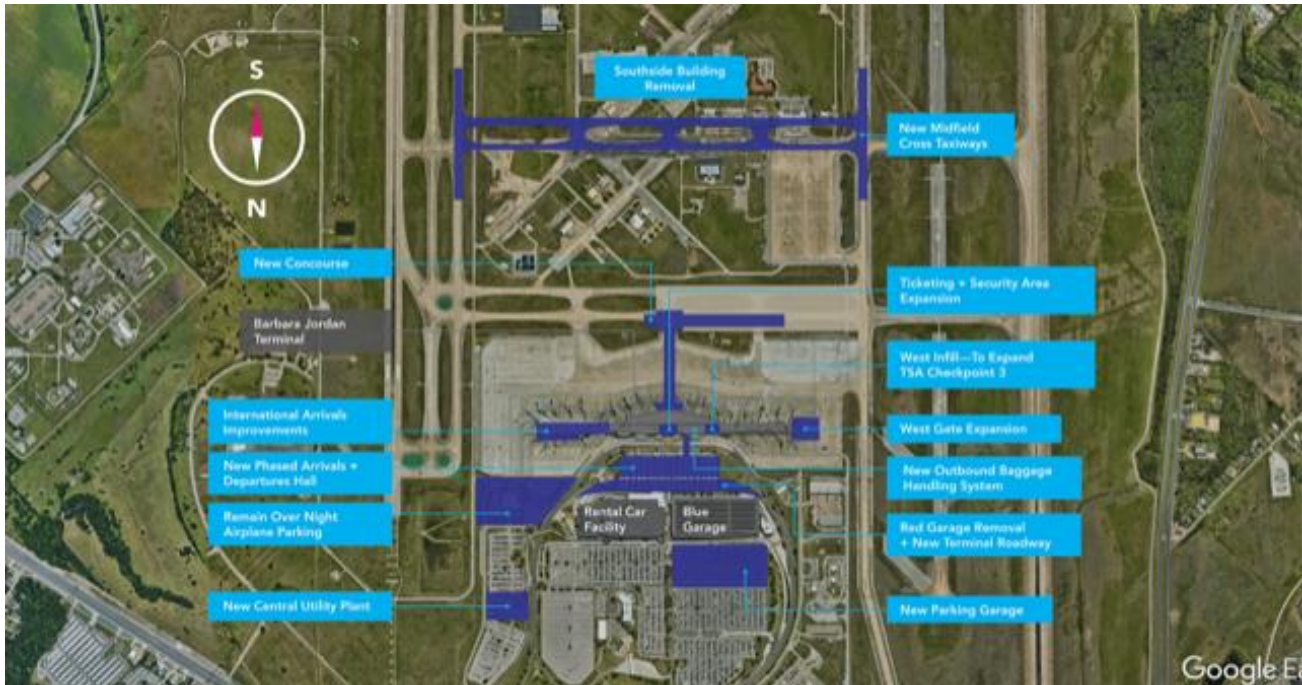 S
N
Southside Building
Removal
New Midfield
Cross Taxiways
New Concourse
Barbara Jordan
Terminal
Ticketing + Security Area
Expansion
West Infill—To Expand
TSA Checkpoint 3
International Arrivals
Improvements
West Gate Expansion
New Phased Arrivals +
Departures Hall
New Outbound Baggage
Handling System
Remain Over Night
Airplane Parking
Rental Car
Facility
Blue
Garage
Red Garage Removal
+ New Terminal Roadway
New Central Utility Plant
New Parking Garage
Google Ea